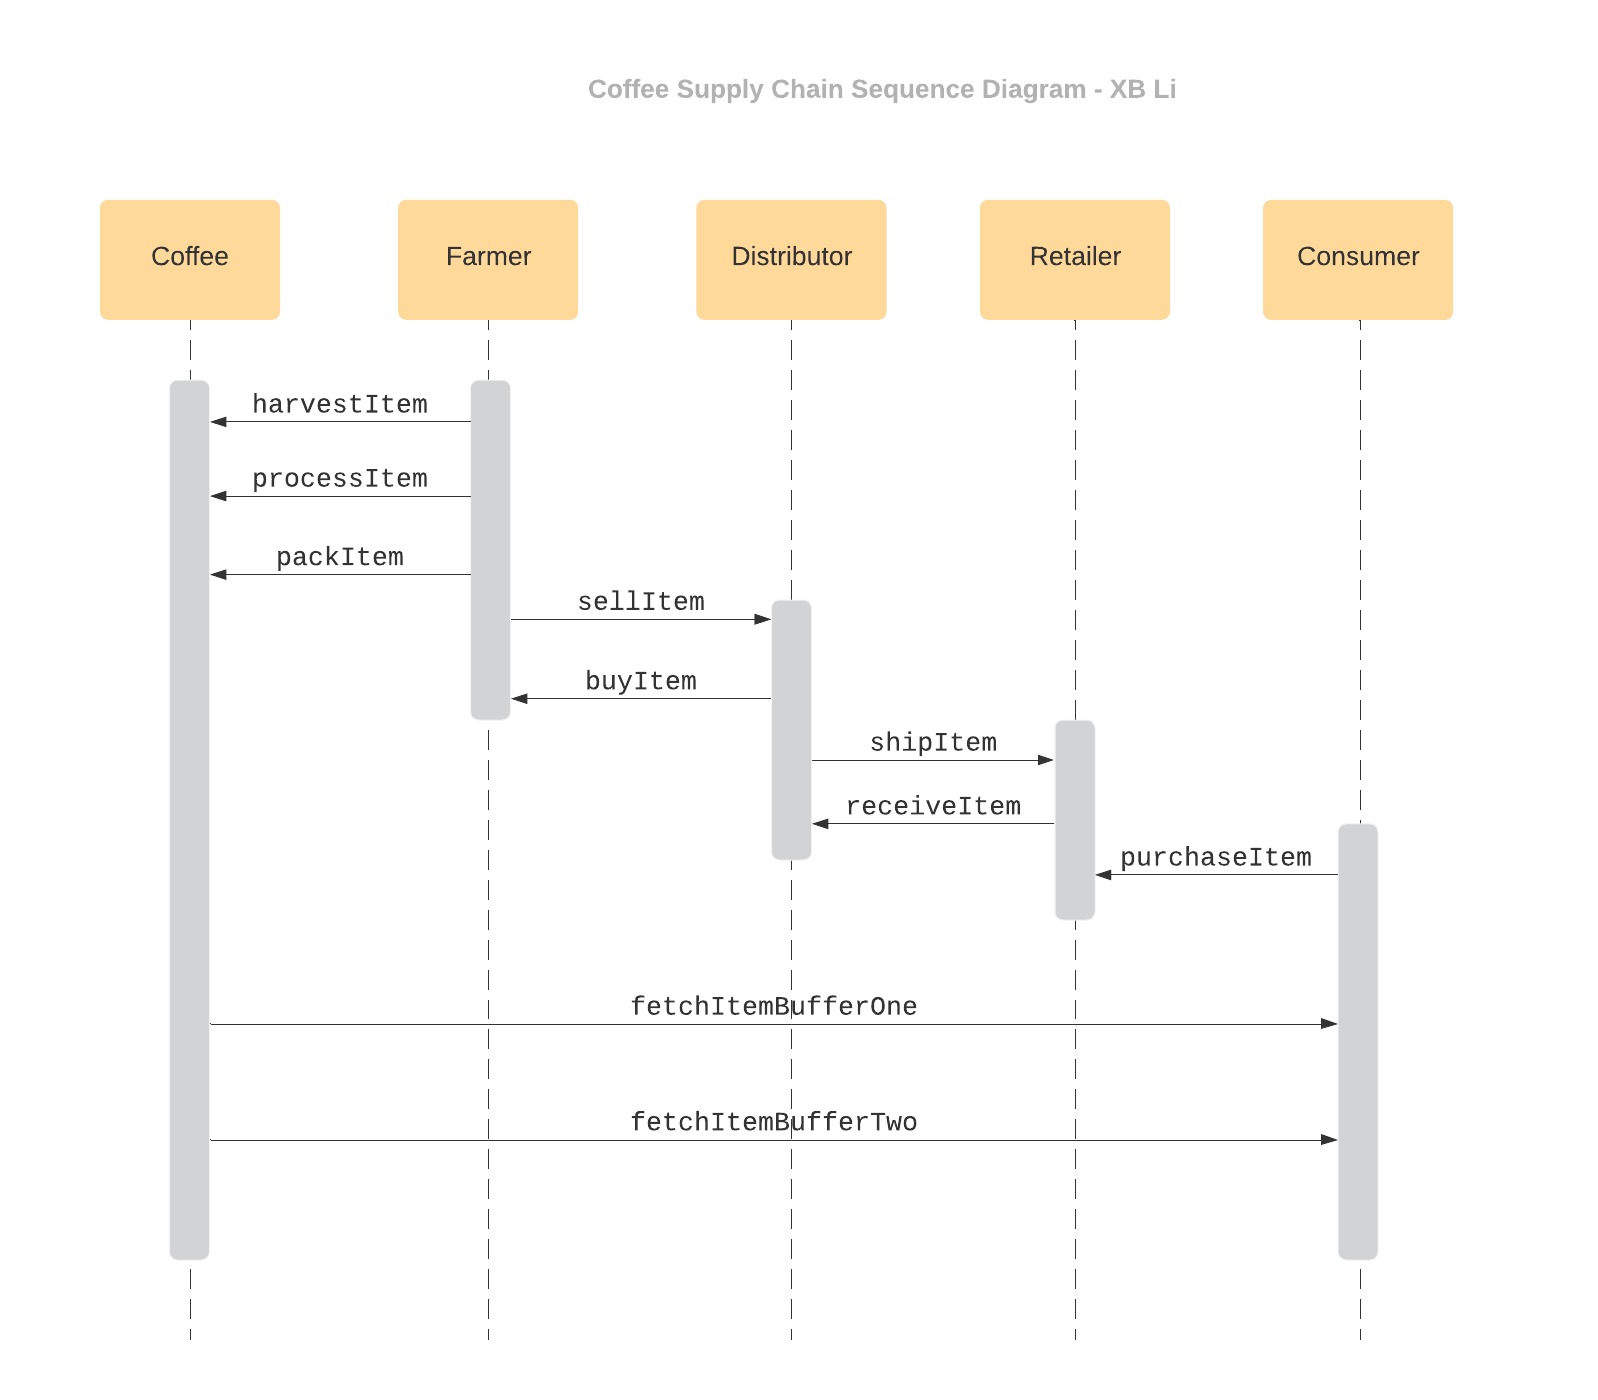 Coffee Supply Chain Sequence Diagram - XB Li
Coffee
Farmer
Distributor
Retailer
Consumer
harvestItem
processItem
packItem
sellItem
buyItem
shipItem
receiveItem
purchaseItem
fetchItemBufferOne
fetchItemBufferTwo